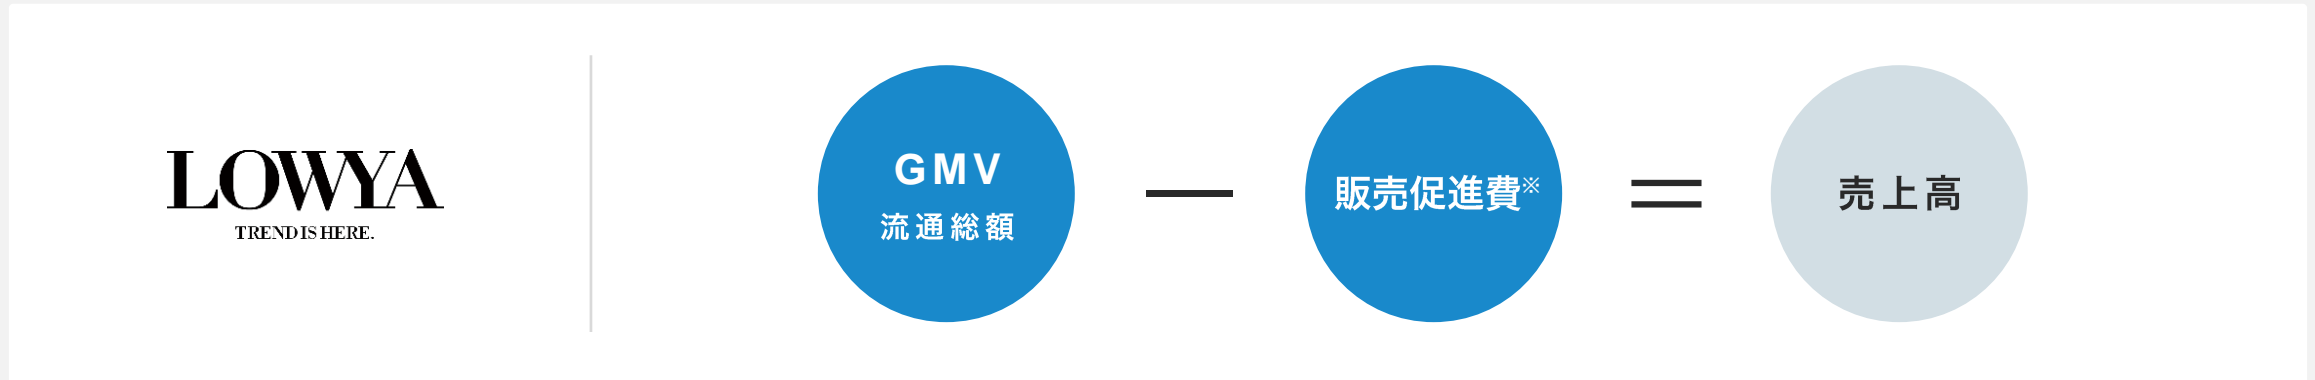 LOWYA
TREND IS HERE.
GMV
流通総額
—
販売促進費※
=
売上高